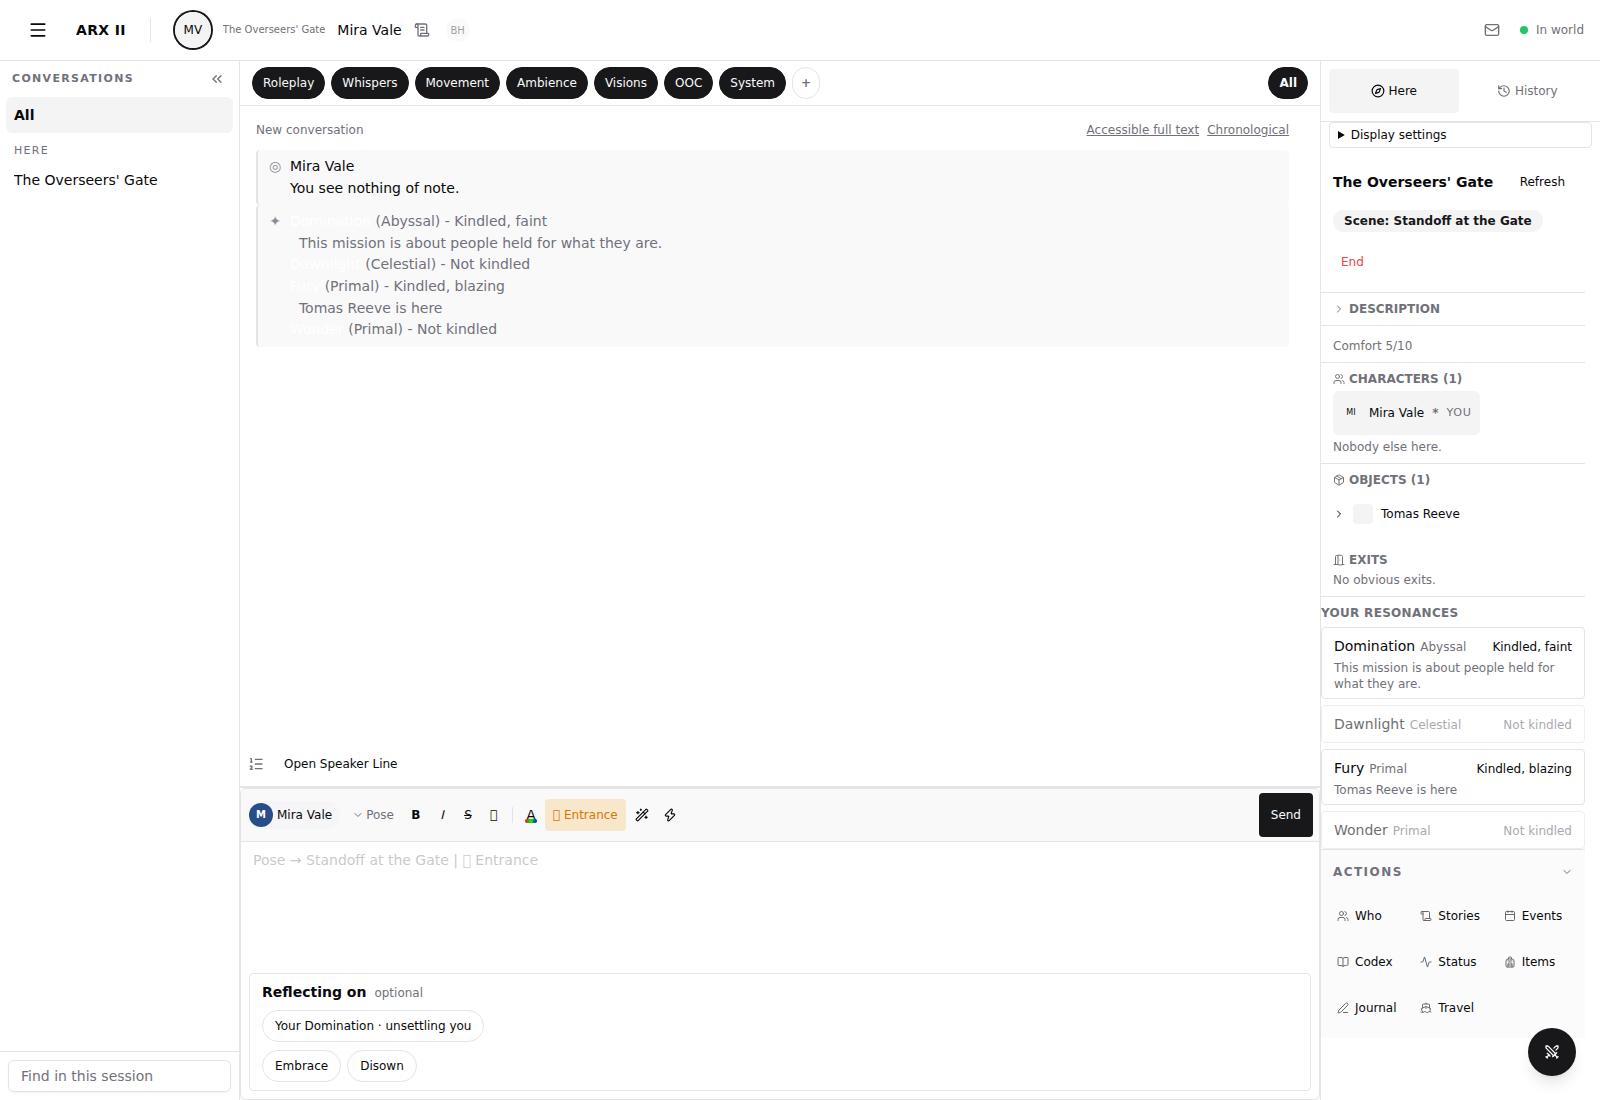 ARX II
MV
The Overseers' Gate
Mira Vale
BH
In world
CONVERSATIONS
All
HERE
The Overseers' Gate
Find in this session
Roleplay
Whispers
Movement
Ambience
Visions
OOC
System
+
All
New conversation
Accessible full text
Chronological
Mira Vale
You see nothing of note.
Domination (Abyssal) - Kindled, faint
This mission is about people held for what they are.
Dawnlight (Celestial) - Not kindled
Fury (Primal) - Kindled, blazing
Tomas Reeve is here
Wonder (Primal) - Not kindled
Open Speaker Line
M
Mira Vale
Pose
B
I
S
A
Entrance
Send
Pose → Standoff at the Gate | Entrance
Reflecting on optional
Your Domination · unsettling you
Embrace
Disown
Here
History
Display settings
The Overseers' Gate
Refresh
Scene: Standoff at the Gate
End
DESCRIPTION
Comfort 5/10
CHARACTERS (1)
MI
Mira Vale * YOU
Nobody else here.
OBJECTS (1)
Tomas Reeve
EXITS
No obvious exits.
YOUR RESONANCES
Domination Abyssal Kindled, faint
This mission is about people held for
what they are.
Dawnlight Celestial Not kindled
Fury Primal Kindled, blazing
Tomas Reeve is here
Wonder Primal Not kindled
ACTIONS
Who
Stories
Events
Codex
Status
Items
Journal
Travel